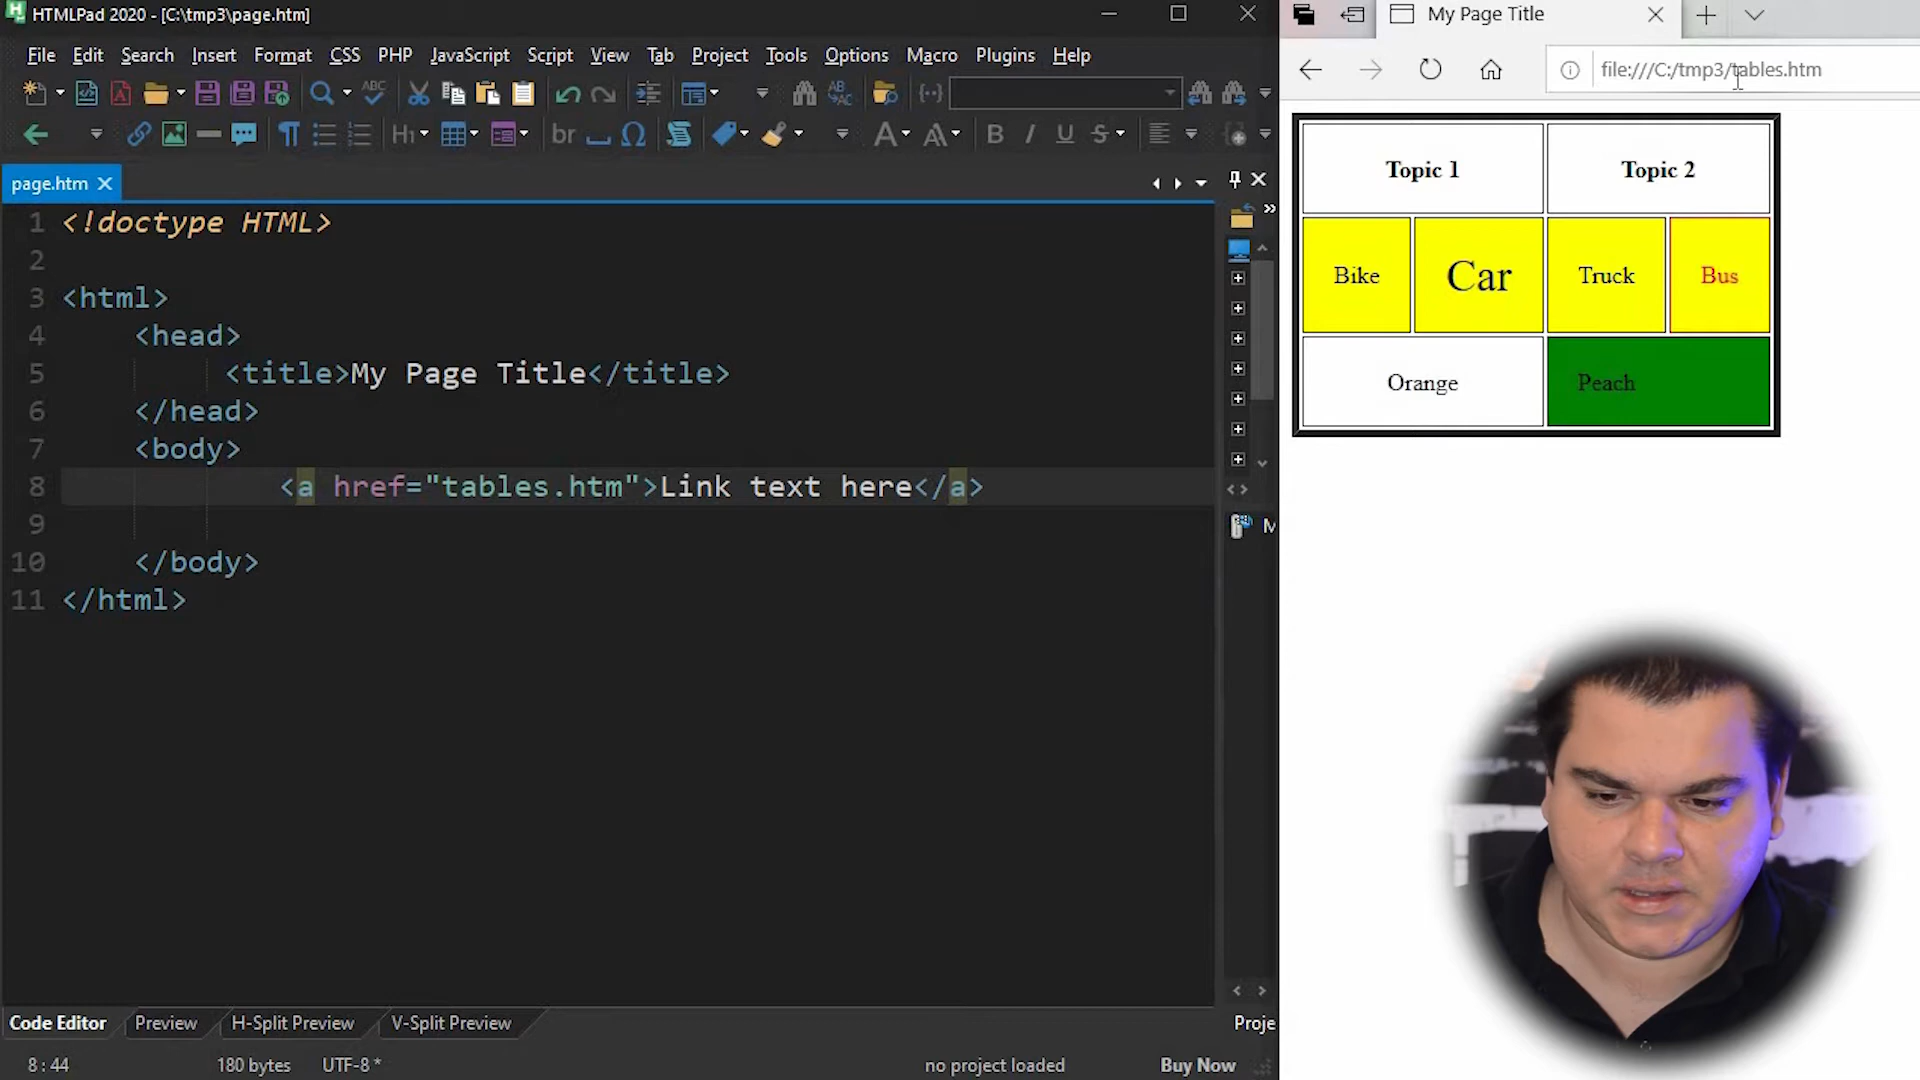 HTMLPad 2020 - [C:\tmp3\page.htm]
File Edit Search Insert Format CSS PHP JavaScript Script View Tab Project Tools Options Macro Plugins Help
ABC
H1 br Ω A A B I U S
page.htm
1 <!doctype HTML>
2
3 <html>
4 <head>
5 <title>My Page Title</title>
6 </head>
7 <body>
8 <a href="tables.htm">Link text here</a>
9
10 </body>
11 </html>
M
Code Editor Preview H-Split Preview V-Split Preview
Proje
8 : 44 180 bytes UTF-8 * no project loaded Buy Now
My Page Title
file:///C:/tmp3/tables.htm
Topic 1 Topic 2
Bike Car Truck Bus
Orange Peach